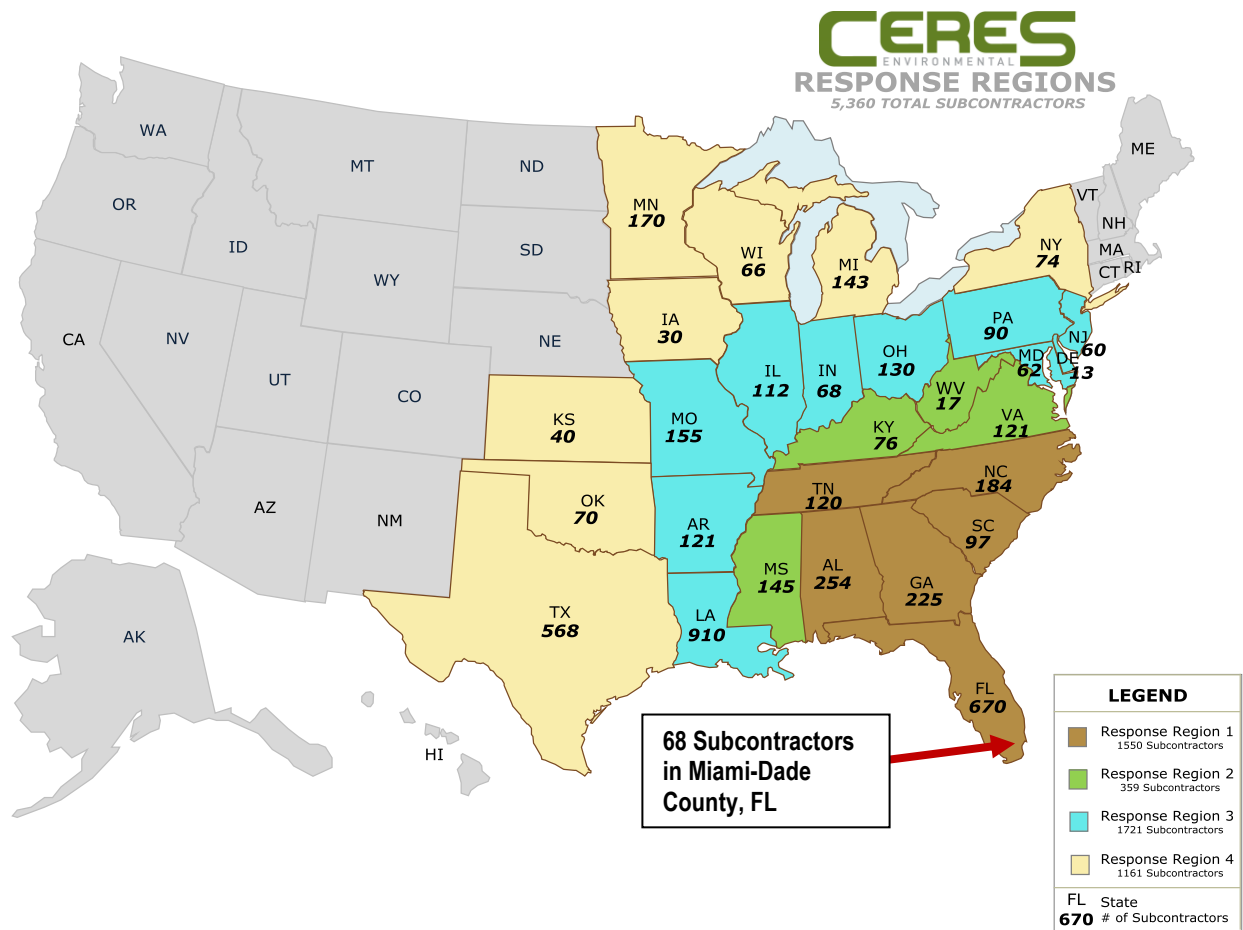 CERES
ENVIRONMENTAL
RESPONSE REGIONS
5,360 TOTAL SUBCONTRACTORS
WA
MT
ND
OR
ID
SD
WY
NE
CA
NV
UT
CO
AZ
NM
AK
HI
ME
VT
NH
MA
CT
RI
MN
170
WI
66
MI
143
NY
74
IA
30
KS
40
OK
70
TX
568
PA
90
NJ
60
MD
62
DE
13
OH
130
IN
68
IL
112
MO
155
AR
121
LA
910
WV
17
VA
121
KY
76
MS
145
TN
120
NC
184
SC
97
AL
254
GA
225
FL
670
68 Subcontractors
in Miami-Dade
County, FL
LEGEND
Response Region 1
1550 Subcontractors
Response Region 2
359 Subcontractors
Response Region 3
1721 Subcontractors
Response Region 4
1161 Subcontractors
FL State
670 # of Subcontractors